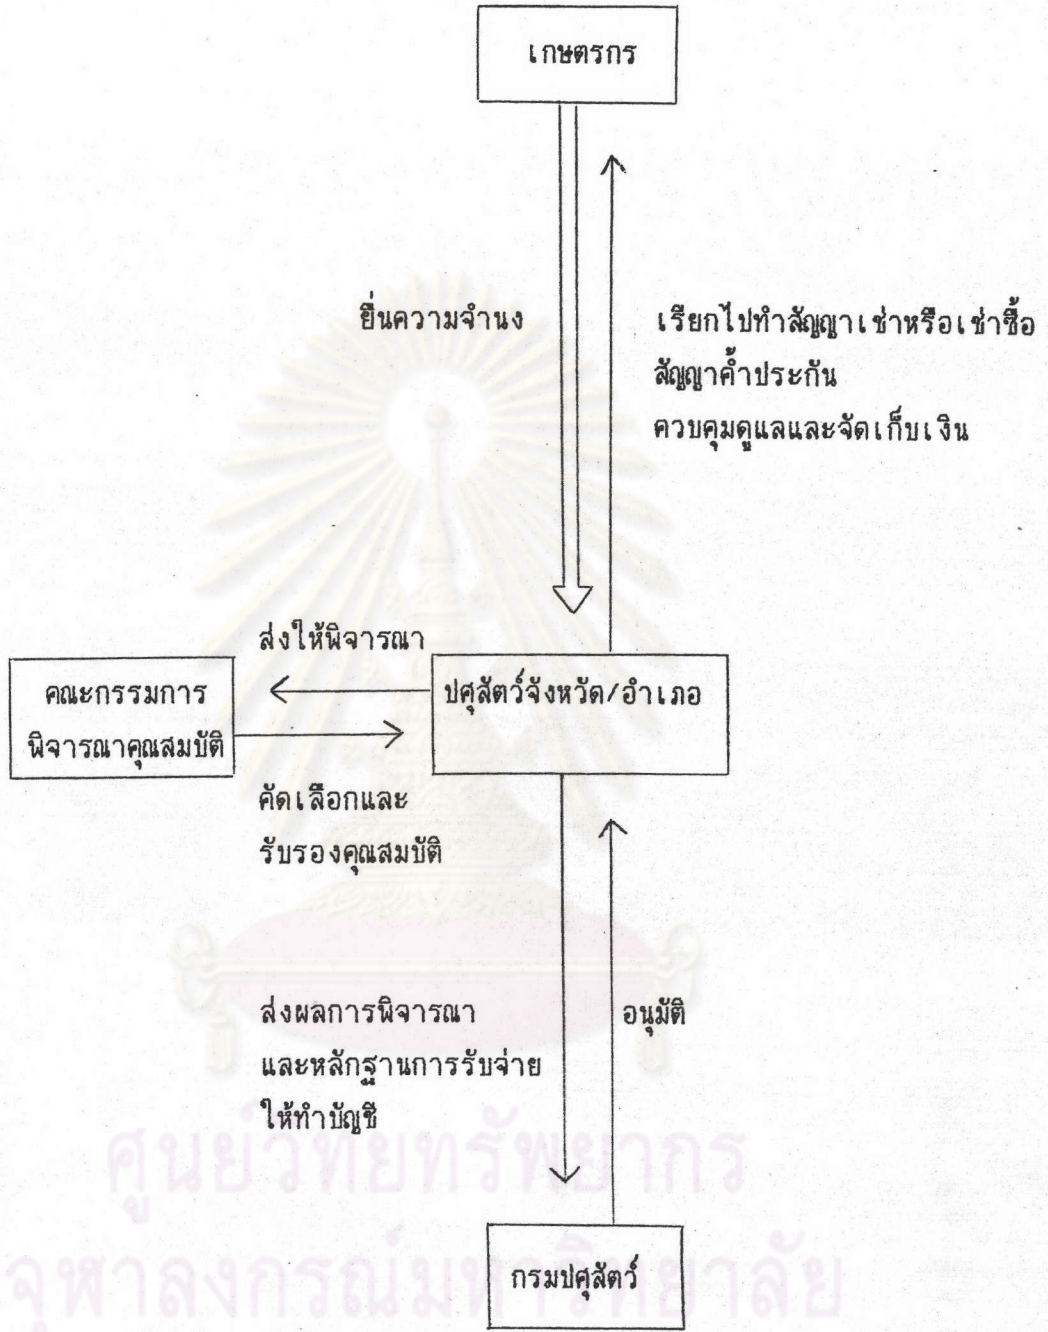 เกษตรกร
ยื่นความจำนง
เรียกไปทำสัญญาเช่าหรือเช่าซื้อ
สัญญาค้ำประกัน
ควบคุมดูแลและจัดเก็บเงิน
ส่งให้พิจารณา
คณะกรรมการ
พิจารณาคุณสมบัติ
ปศุสัตว์จังหวัด/อำเภอ
คัดเลือกและ
รับรองคุณสมบัติ
ส่งผลการพิจารณา
และหลักฐานการรับจ่าย
ให้ทำบัญชี
อนุมัติ
ศูนย์วิทยทรัพยากร
กรมปศุสัตว์
จุฬาลงกรณ์มหาวิทยาลัย